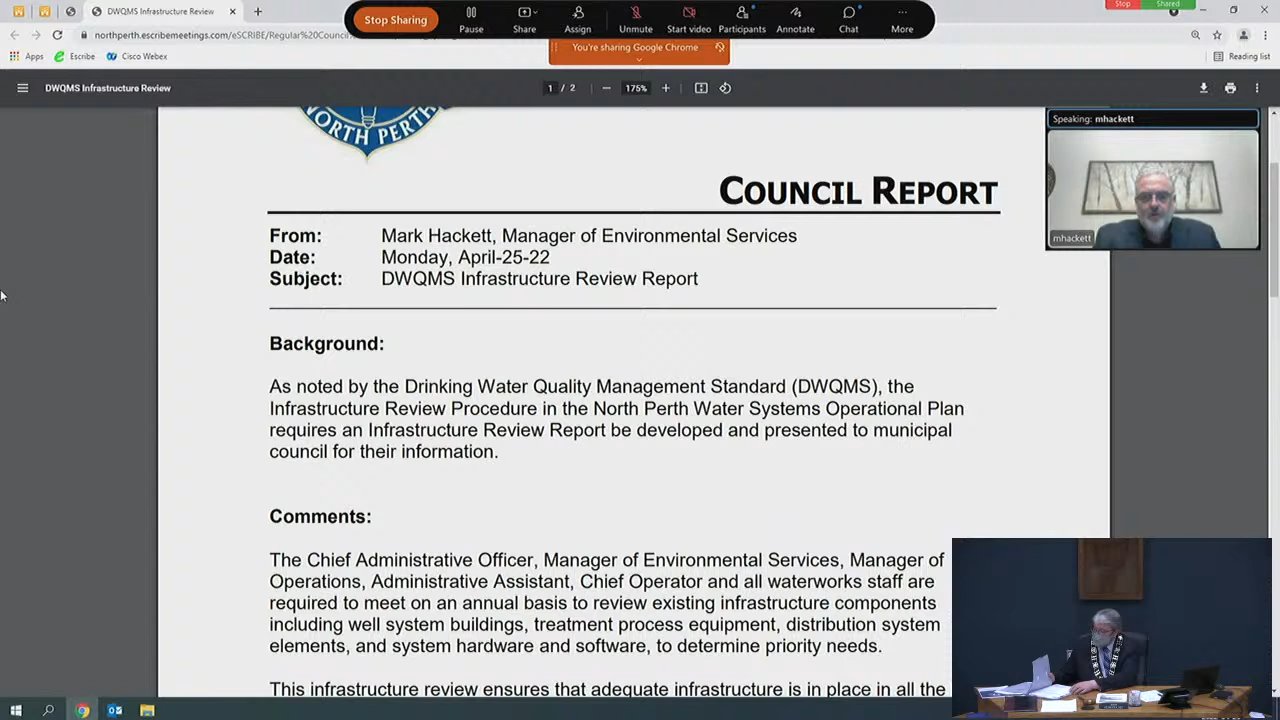 DWQMS Infrastructure Review
Stop Sharing
Pause
Share
Assign
Unmute
Start video
Participants
Annotate
Chat
More
Stop
Shared
You're sharing Google Chrome
northperth.escribemeetings.com/eSCRIBE/Regular%20Counci
Apps
Escribe
Cisco Webex
Reading list
DWQMS Infrastructure Review
1 / 2
175%
NORTH PERTH
COUNCIL REPORT
From: Mark Hackett, Manager of Environmental Services
Date: Monday, April-25-22
Subject: DWQMS Infrastructure Review Report
Background:
As noted by the Drinking Water Quality Management Standard (DWQMS), the
Infrastructure Review Procedure in the North Perth Water Systems Operational Plan
requires an Infrastructure Review Report be developed and presented to municipal
council for their information.
Comments:
The Chief Administrative Officer, Manager of Environmental Services, Manager of
Operations, Administrative Assistant, Chief Operator and all waterworks staff are
required to meet on an annual basis to review existing infrastructure components
including well system buildings, treatment process equipment, distribution system
elements, and system hardware and software, to determine priority needs.
This infrastructure review ensures that adequate infrastructure is in place in all the
Speaking: mhackett
mhackett